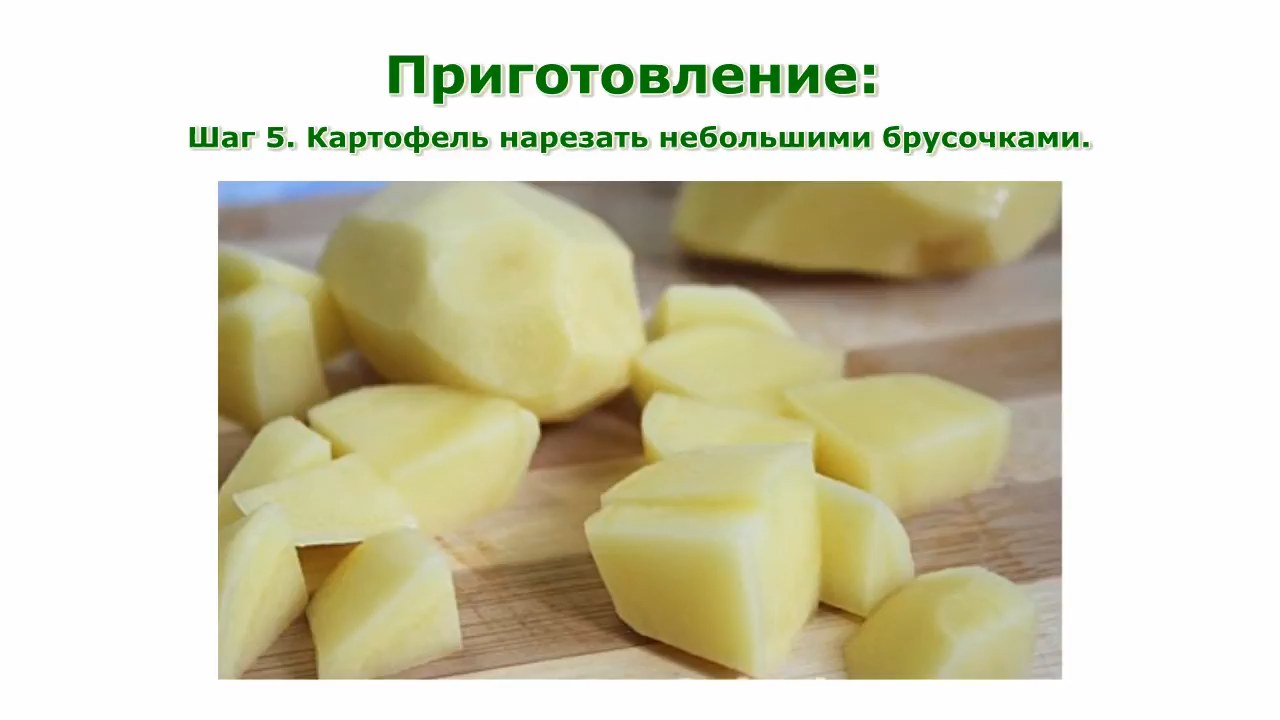 Приготовление:
Шаг 5. Картофель нарезать небольшими брусочками.